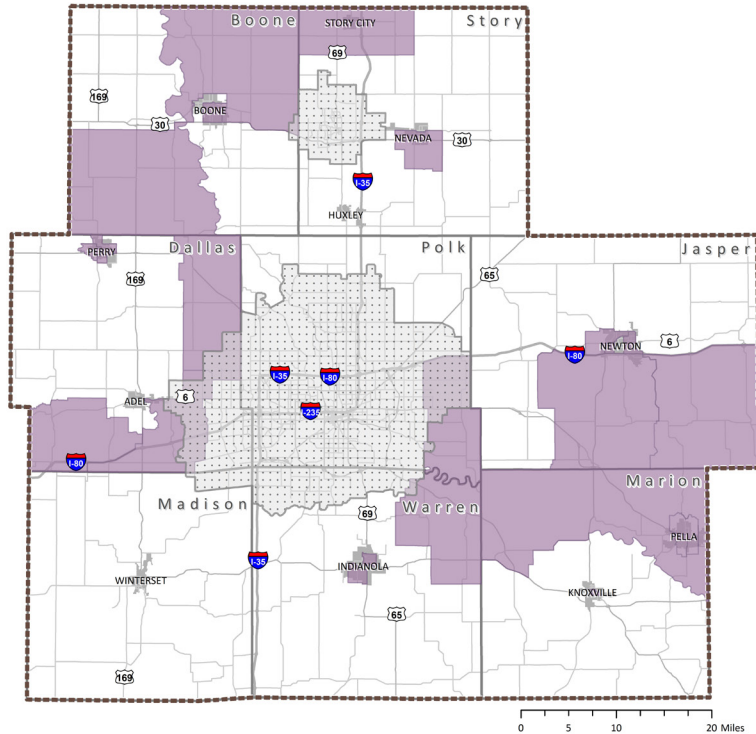 Boone
Story
STORY CITY
69
169
BOONE
30
NEVADA
30
I-35
HUXLEY
Dallas
Polk
Jasper
PERRY
65
169
NEWTON
6
I-80
I-35
I-80
6
ADEL
I-235
I-80
Marion
Madison
Warren
69
PELLA
I-35
WINTERSET
INDIANOLA
KNOXVILLE
65
169
0 5 10 20 Miles